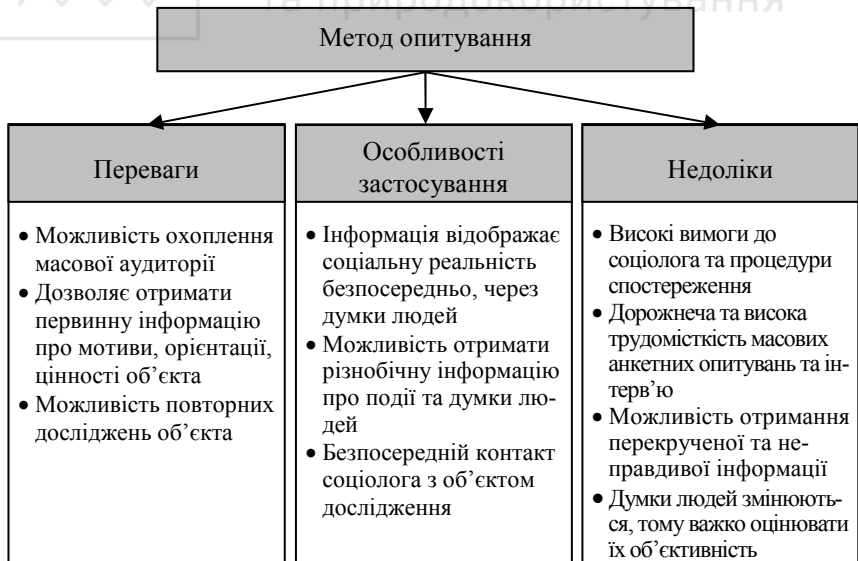 та природокористування
Метод опитування
Переваги
• Можливість охоплення
масової аудиторії
• Дозволяє отримати
первинну інформацію
про мотиви, орієнтації,
цінності об’єкта
• Можливість повторних
досліджень об’єкта
Особливості
застосування
• Інформація відображає
соціальну реальність
безпосередньо, через
думки людей
• Можливість отримати
різнобічну інформацію
про події та думки лю-
дей
• Безпосередній контакт
соціолога з об’єктом
дослідження
Недоліки
• Високі вимоги до
соціолога та процедури
спостереження
• Дорожнеча та висока
трудомісткість масових
анкетних опитувань та ін-
терв’ю
• Можливість отримання
перекрученої та не-
правдивої інформації
• Думки людей змінюють-
ся, тому важко оцінювати
їх об’єктивність